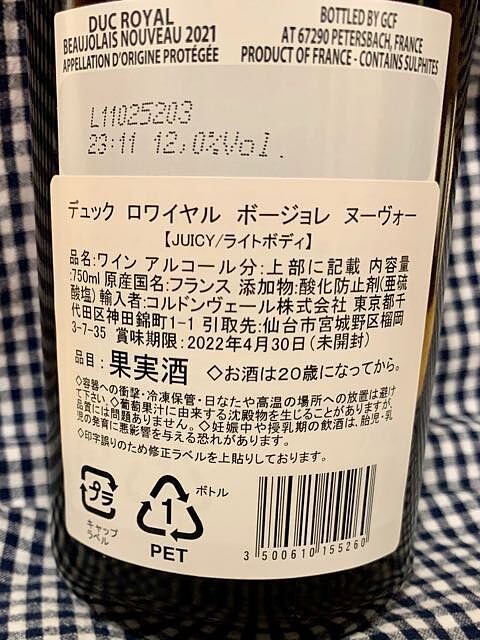 DUC ROYAL
BEAUJOLAIS NOUVEAU 2021
APPELLATION D'ORIGINE PROTÉGÉE
BOTTLED BY GCF
AT 67290 PETERSBACH, FRANCE
PRODUCT OF FRANCE - CONTAINS SULPHITES
L11025203
23:11 12,0%Vol.
デュック ロワイヤル ボージョレ ヌーヴォー
【JUICY/ライトボディ】
品名:ワイン アルコール分:上部に記載 内容量
:750ml 原産国名:フランス 添加物:酸化防止剤(亜硫
酸塩) 輸入者:コルドンヴェール株式会社 東京都千
代田区神田錦町1-1 引取先:仙台市宮城野区榴岡
3-7-35 賞味期限:2022年4月30日(未開封)
品目:果実酒 ◇お酒は20歳になってから。
◇容器への衝撃・冷凍保管・日なたや高温の場所への放置は避け
て下さい。◇葡萄果汁に由来する沈殿物を生じることがありますが、
品質には問題ありません。◇妊娠中や授乳期の飲酒は、胎児・乳
児の発育に悪影響を与える恐れがあります。
◇印字誤りのため修正ラベルを上貼りしております。
プラ
キャップ
ラベル
1
PET
ボトル
3 500610 155260